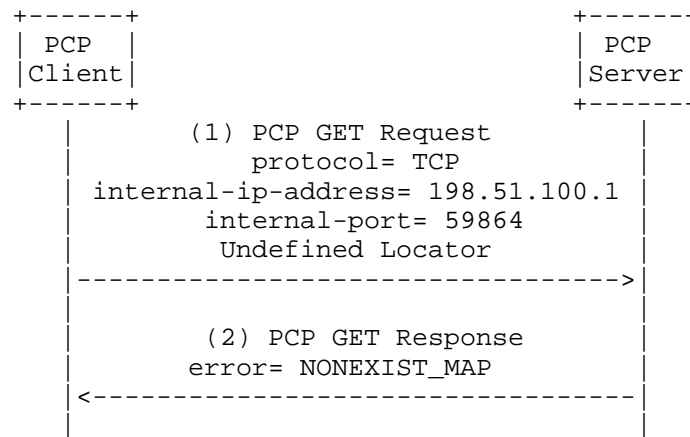 +------+ +-------
| PCP | | PCP
|Client| |Server
+------+ +-------
| (1) PCP GET Request |
| protocol= TCP |
| internal-ip-address= 198.51.100.1 |
| internal-port= 59864 |
| Undefined Locator |
|----------------------------------->|
| |
| (2) PCP GET Response |
| error= NONEXIST_MAP |
|<-----------------------------------|
| |